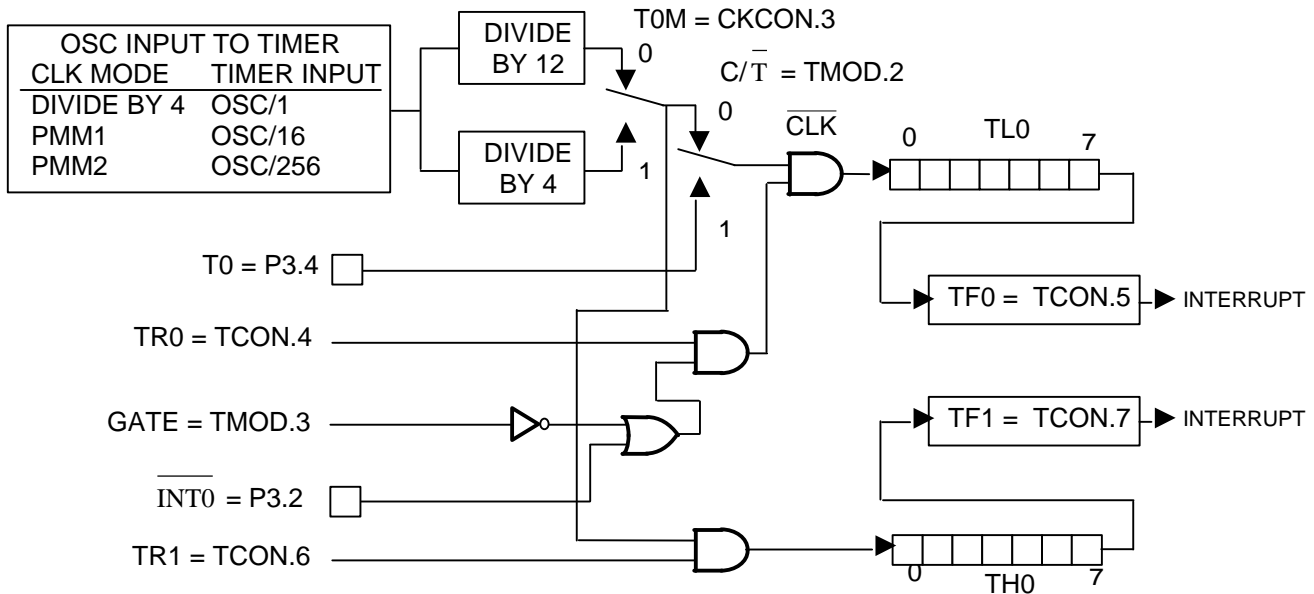 OSC INPUT TO TIMER
CLK MODE TIMER INPUT
DIVIDE BY 4 OSC/1
PMM1 OSC/16
PMM2 OSC/256
DIVIDE
BY 12
DIVIDE
BY 4
T0M = CKCON.3
0
1
C/T̅ = TMOD.2
0
1
C̅L̅K̅
0 TL0 7
T0 = P3.4
TF0 = TCON.5 INTERRUPT
TR0 = TCON.4
GATE = TMOD.3
TF1 = TCON.7 INTERRUPT
I̅N̅T̅0̅ = P3.2
TR1 = TCON.6
0 TH0 7